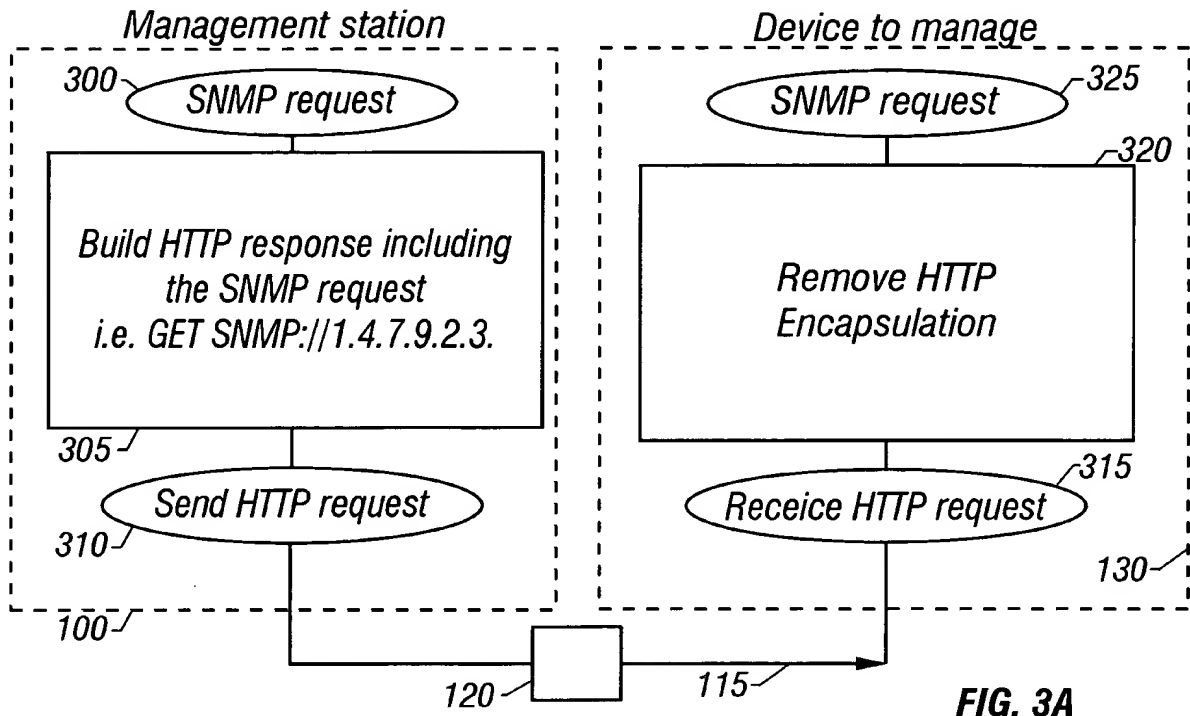 Management station
300
SNMP request
Build HTTP response including
the SNMP request
i.e. GET SNMP://1.4.7.9.2.3.
305
Send HTTP request
310
100
120
115
Device to manage
SNMP request
325
320
Remove HTTP
Encapsulation
315
Receice HTTP request
130
FIG. 3A